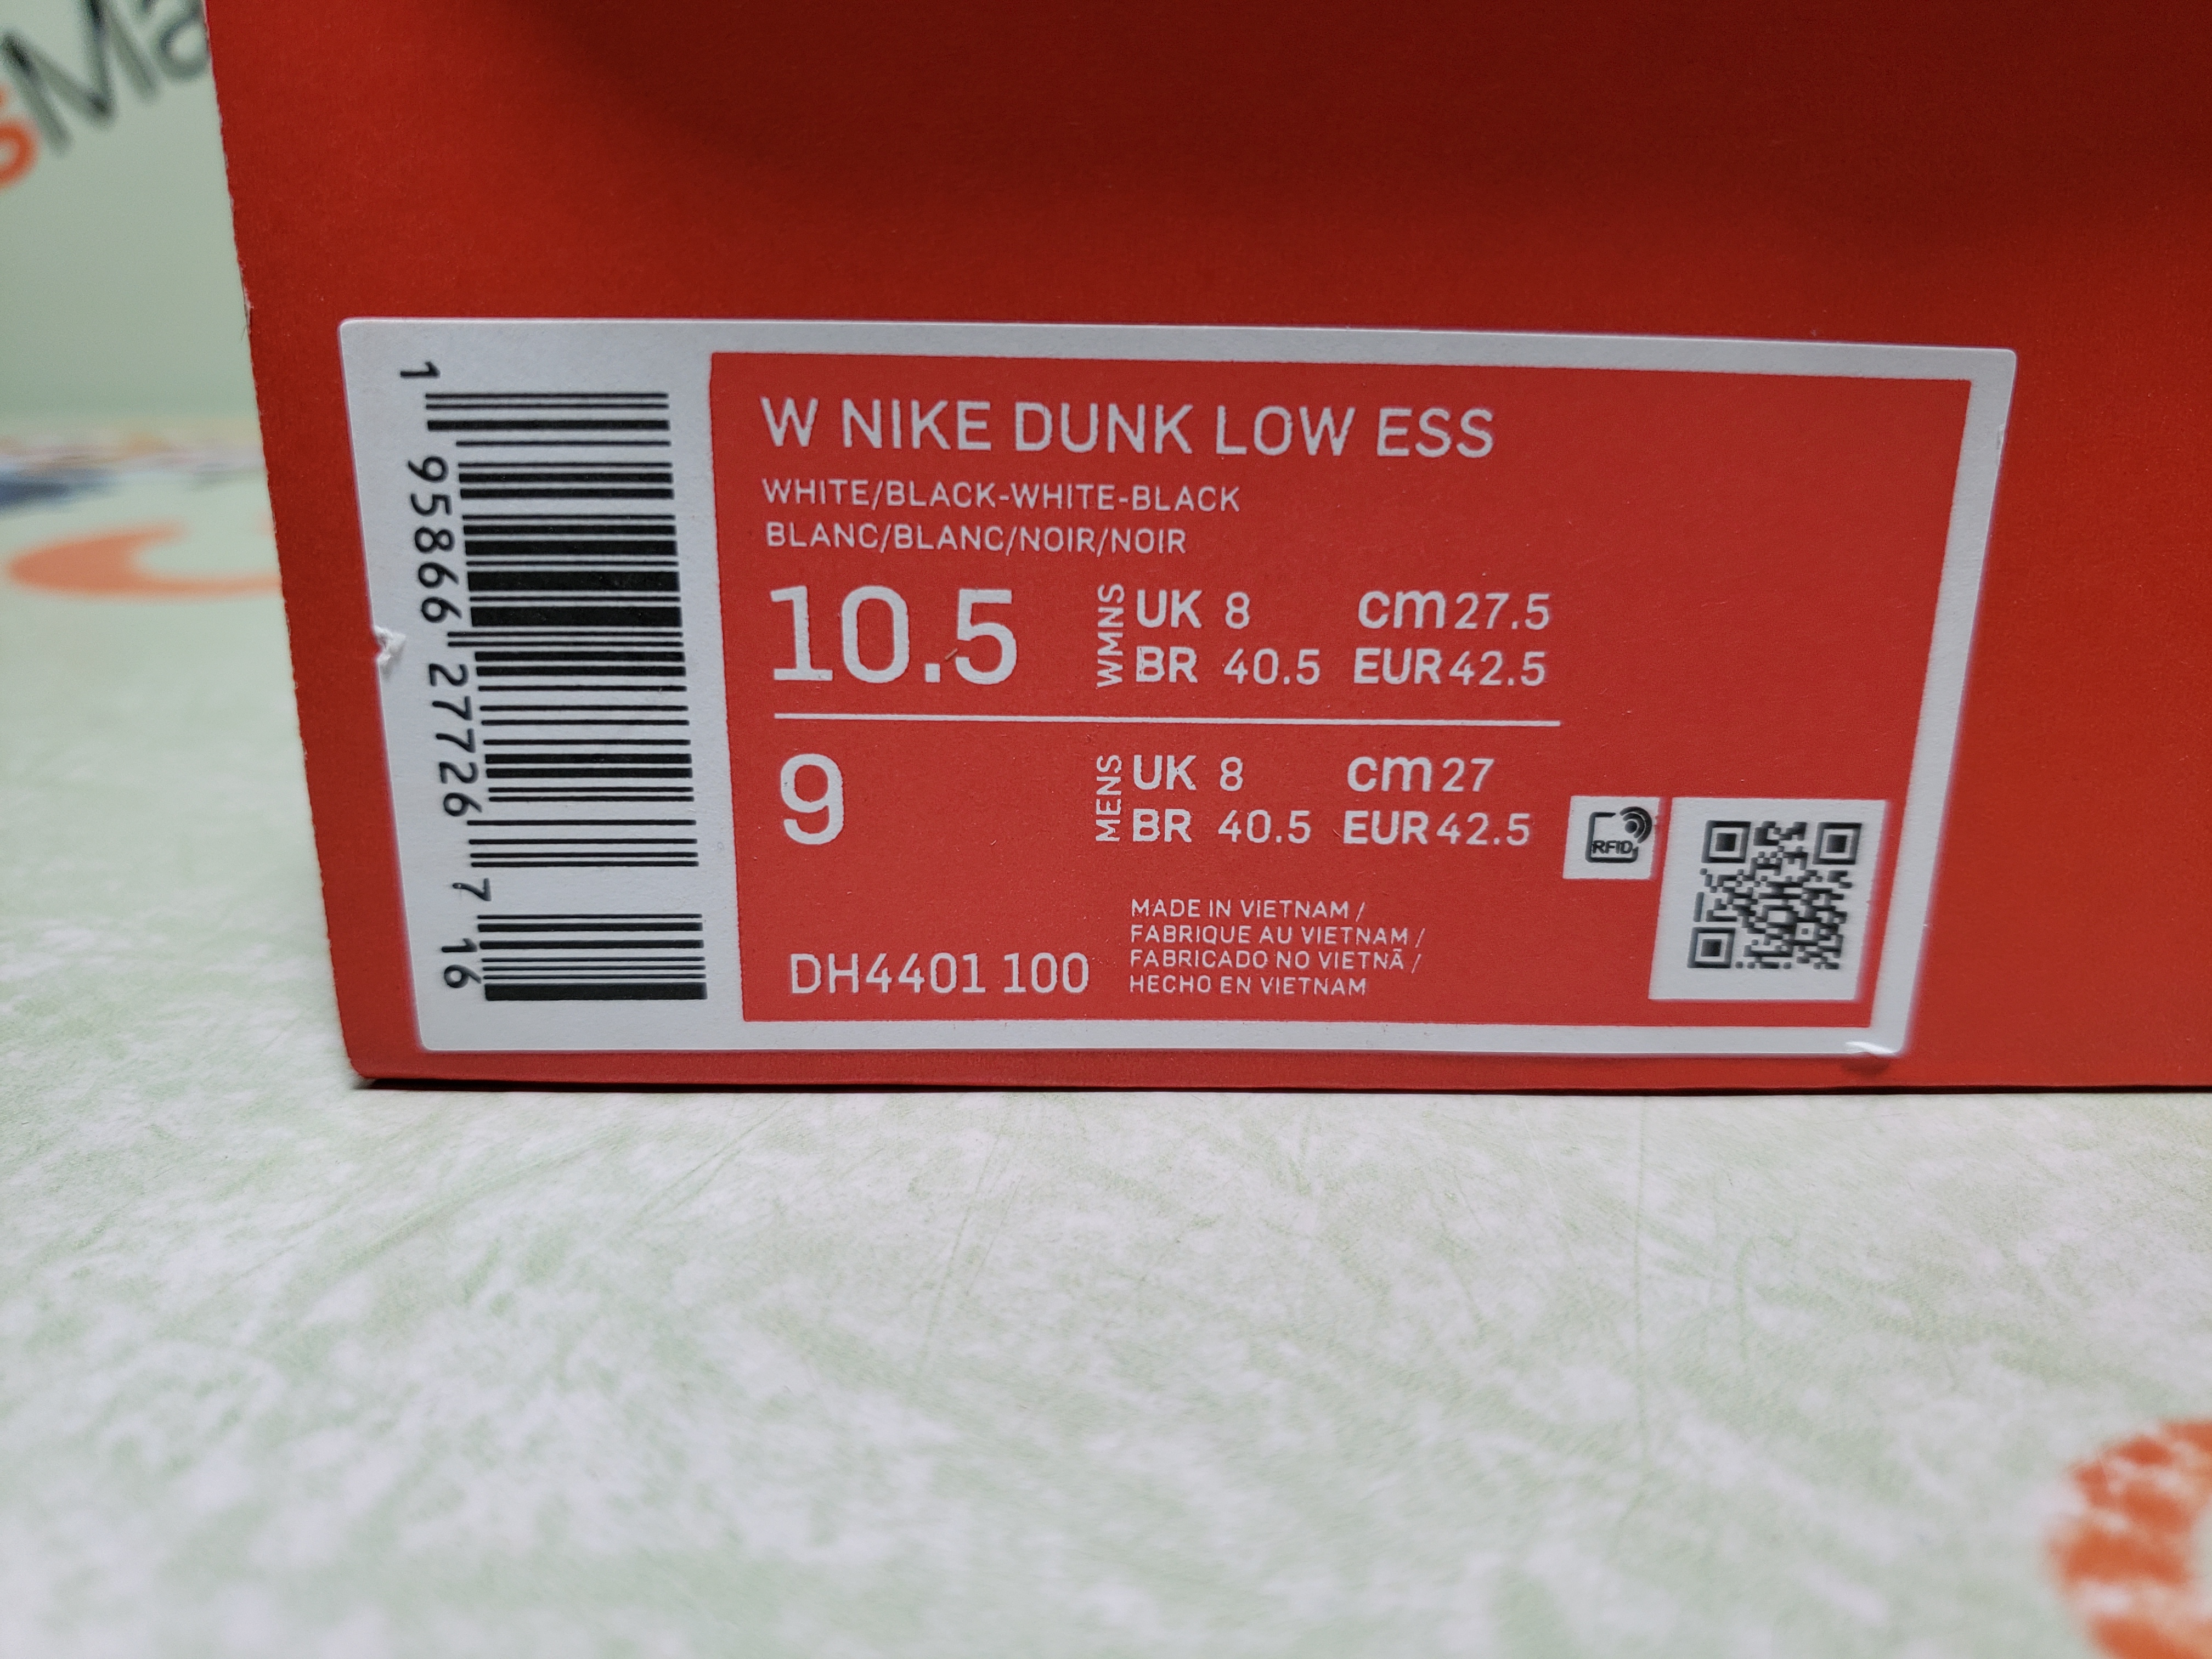 sMa
1 95866 27726 7 16
W NIKE DUNK LOW ESS
WHITE/BLACK-WHITE-BLACK
BLANC/BLANC/NOIR/NOIR
10.5 WMNS UK 8 cm 27.5
BR 40.5 EUR 42.5
9 MENS UK 8 cm 27
BR 40.5 EUR 42.5
RFID
DH4401 100
MADE IN VIETNAM /
FABRIQUE AU VIETNAM /
FABRICADO NO VIETNÃ /
HECHO EN VIETNAM